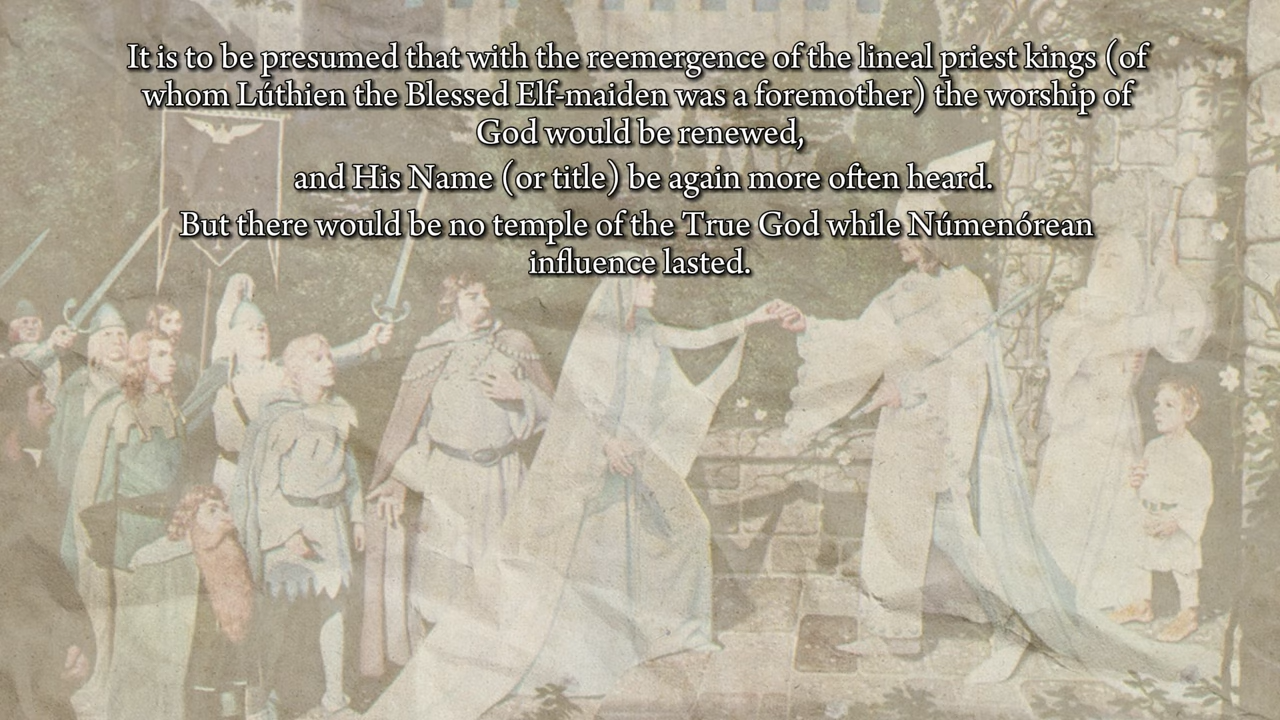 It is to be presumed that with the reemergence of the lineal priest kings (of
whom Lúthien the Blessed Elf-maiden was a foremother) the worship of
God would be renewed,
and His Name (or title) be again more often heard.
But there would be no temple of the True God while Númenórean
influence lasted.